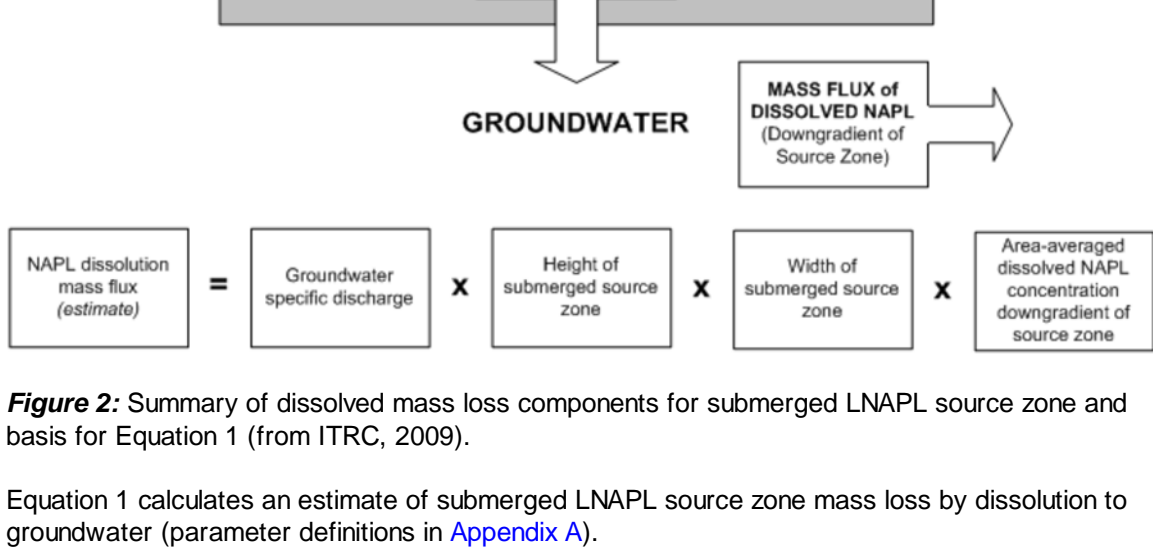 GROUNDWATER
MASS FLUX of
DISSOLVED NAPL
(Downgradient of
Source Zone)
NAPL dissolution
mass flux
(estimate)
=
Groundwater
specific discharge
x
Height of
submerged source
zone
x
Width of
submerged source
zone
x
Area-averaged
dissolved NAPL
concentration
downgradient of
source zone
Figure 2: Summary of dissolved mass loss components for submerged LNAPL source zone and
basis for Equation 1 (from ITRC, 2009).
Equation 1 calculates an estimate of submerged LNAPL source zone mass loss by dissolution to
groundwater (parameter definitions in Appendix A).